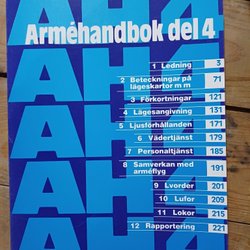 AH4
Arméhandbok del 4
1 Ledning 3
2 Beteckningar på
lägeskartor m m 71
3 Förkortningar 121
4 Lägesangivning 131
5 Ljusförhållanden 171
6 Vädertjänst 179
7 Personaltjänst 185
8 Samverkan med
arméflyg 191
9 Lvorder 201
10 Lufor 209
11 Lokor 215
12 Rapportering 221